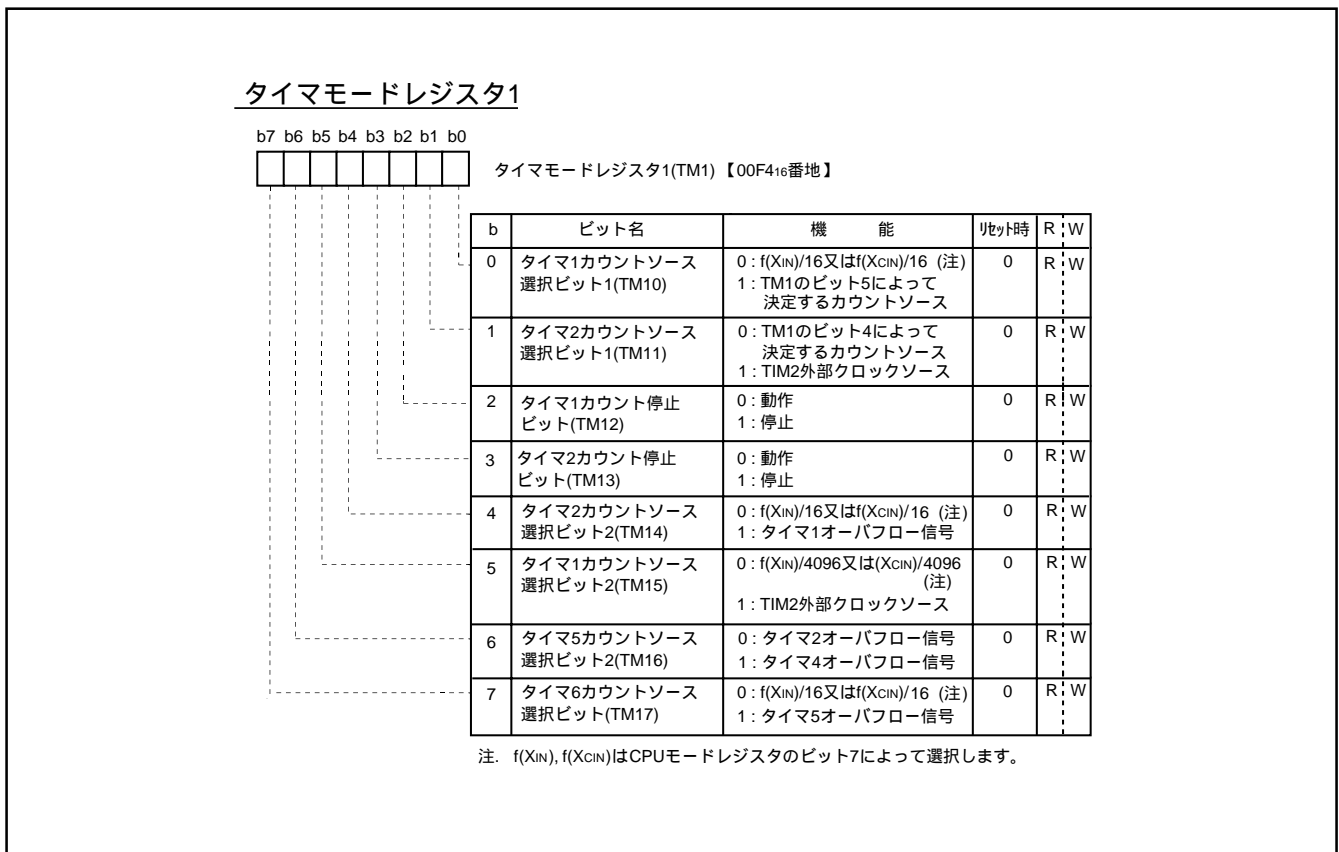 タイマモードレジスタ1
b7 b6 b5 b4 b3 b2 b1 b0
タイマモードレジスタ1(TM1)【00F416番地】
b ビット名 機 能 リセット時 R W
0 タイマ1カウントソース 0 : f(XIN)/16又はf(XCIN)/16 (注) 0 R W
選択ビット1(TM10) 1 : TM1のビット5によって
決定するカウントソース
1 タイマ2カウントソース 0 : TM1のビット4によって 0 R W
選択ビット1(TM11) 決定するカウントソース
1 : TIM2外部クロックソース
2 タイマ1カウント停止 0 : 動作 0 R W
ビット(TM12) 1 : 停止
3 タイマ2カウント停止 0 : 動作 0 R W
ビット(TM13) 1 : 停止
4 タイマ2カウントソース 0 : f(XIN)/16又はf(XCIN)/16 (注) 0 R W
選択ビット2(TM14) 1 : タイマ1オーバフロー信号
5 タイマ1カウントソース 0 : f(XIN)/4096又は(XCIN)/4096 0 R W
選択ビット2(TM15) (注)
1 : TIM2外部クロックソース
6 タイマ5カウントソース 0 : タイマ2オーバフロー信号 0 R W
選択ビット2(TM16) 1 : タイマ4オーバフロー信号
7 タイマ6カウントソース 0 : f(XIN)/16又はf(XCIN)/16 (注) 0 R W
選択ビット(TM17) 1 : タイマ5オーバフロー信号
注. f(XIN), f(XCIN)はCPUモードレジスタのビット7によって選択します。